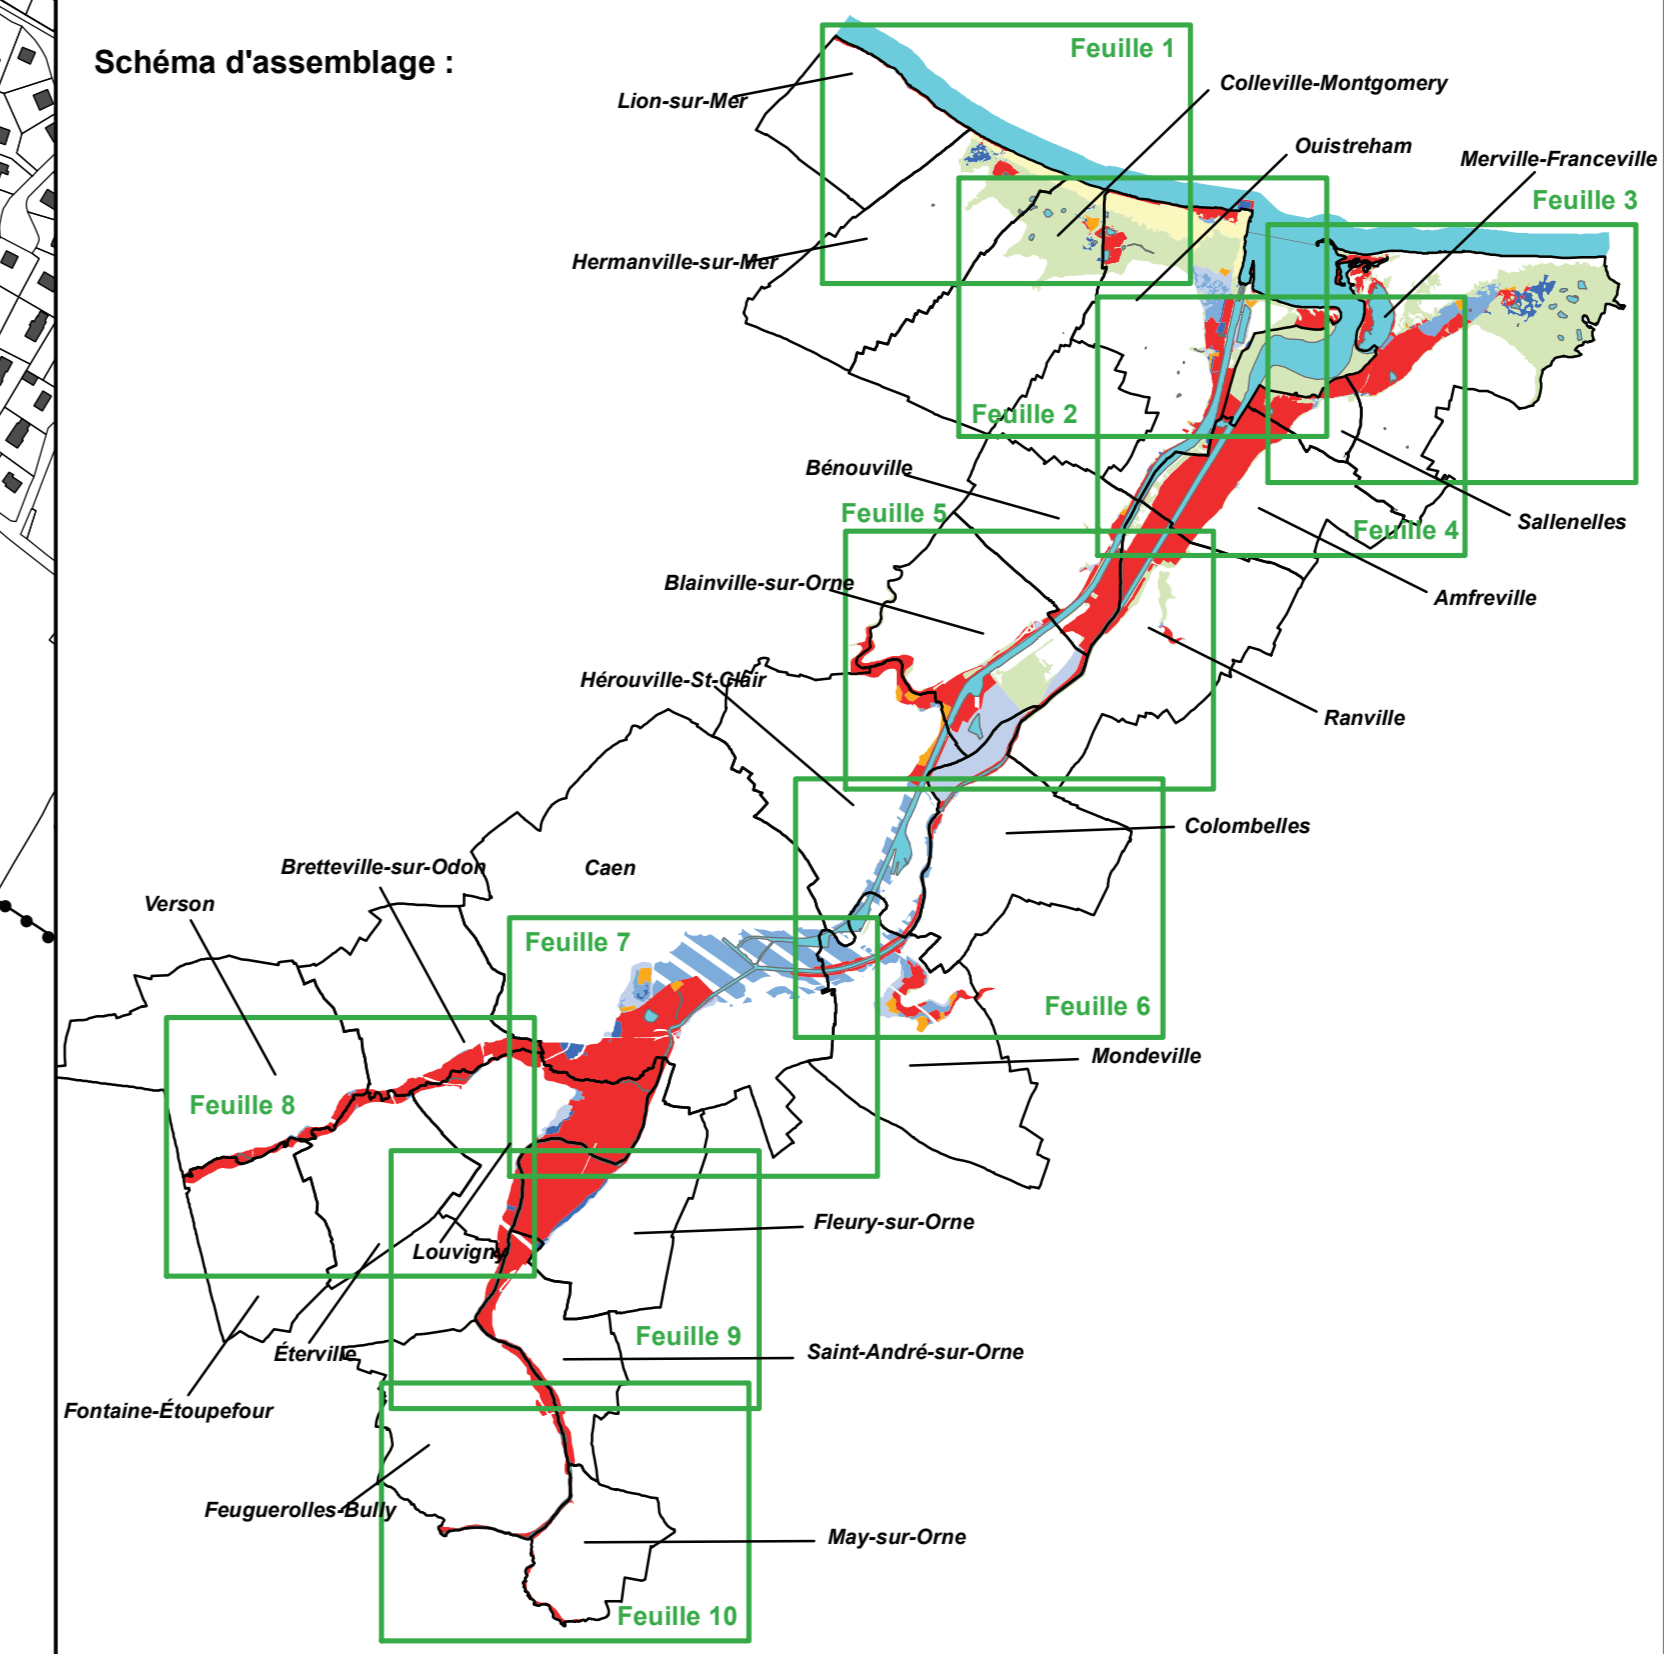 Schéma d'assemblage :
Feuille 1
Lion-sur-Mer
Colleville-Montgomery
Ouistreham
Merville-Franceville
Feuille 3
Hermanville-sur-Mer
Feuille 2
Bénouville
Feuille 5
Sallenelles
Feuille 4
Blainville-sur-Orne
Amfreville
Hérouville-St-Clair
Ranville
Colombelles
Bretteville-sur-Odon
Caen
Verson
Feuille 7
Feuille 6
Mondeville
Feuille 8
Fleury-sur-Orne
Louvigny
Feuille 9
Éterville
Saint-André-sur-Orne
Fontaine-Étoupefour
Feuguerolles-Bully
May-sur-Orne
Feuille 10